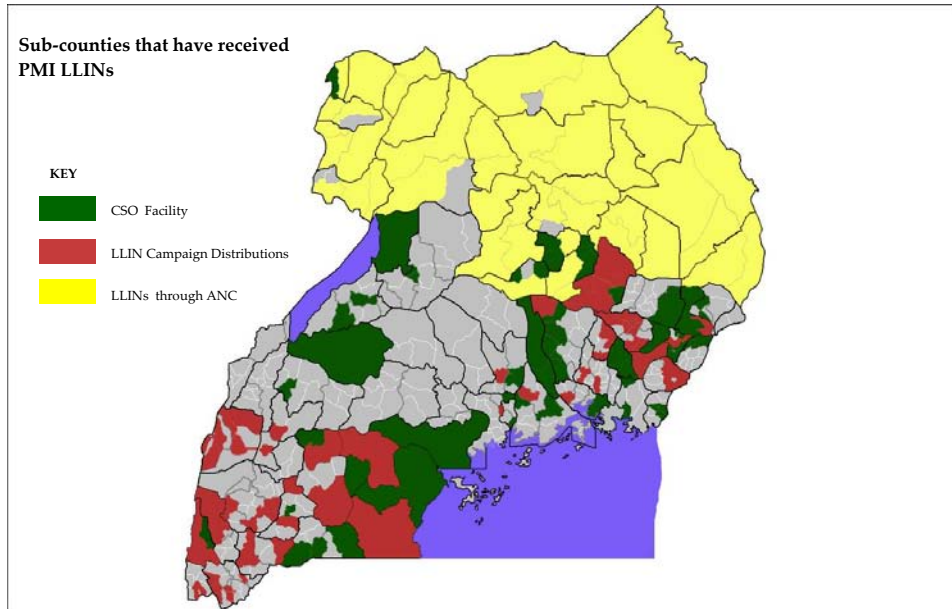 Sub-counties that have received
PMI LLINs
KEY
CSO Facility
LLIN Campaign Distributions
LLINs through ANC